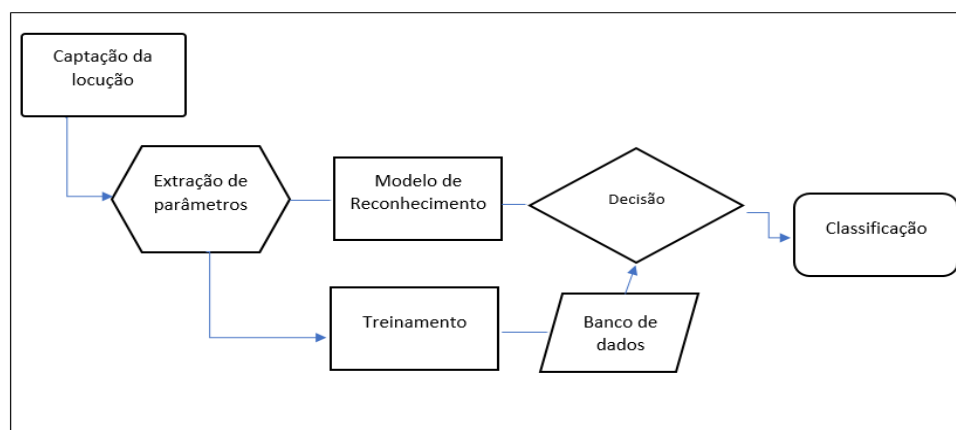 Captação da
locução
Extração de
parâmetros
Modelo de
Reconhecimento
Decisão
Classificação
Treinamento
Banco de
dados